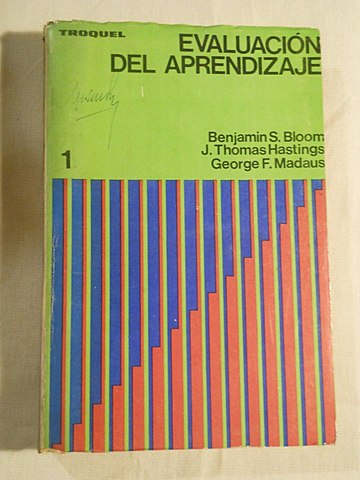 TROQUEL
EVALUACIÓN
DEL APRENDIZAJE
Benjamin S. Bloom
J. Thomas Hastings
George F. Madaus
1